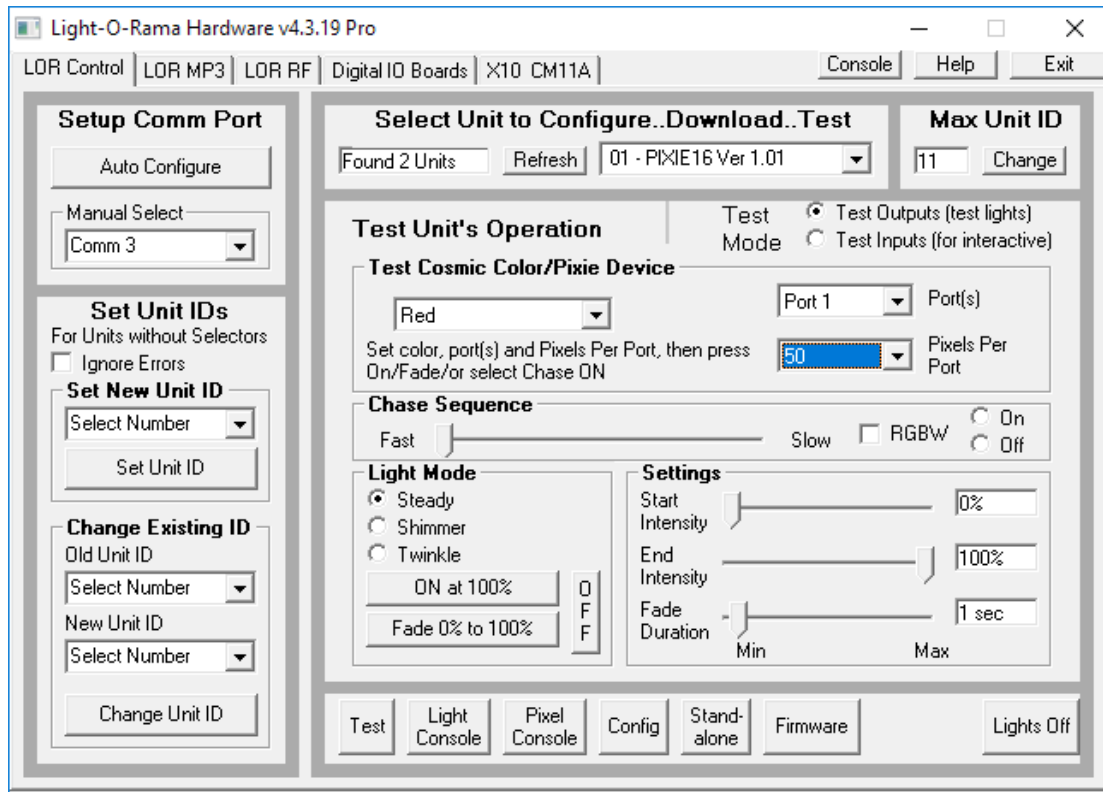 Light-O-Rama Hardware v4.3.19 Pro
LOR Control LOR MP3 LOR RF Digital IO Boards X10 CM11A
Console Help Exit
Setup Comm Port
Auto Configure
Manual Select
Comm 3
Set Unit IDs
For Units without Selectors
Ignore Errors
Set New Unit ID
Select Number
Set Unit ID
Change Existing ID
Old Unit ID
Select Number
New Unit ID
Select Number
Change Unit ID
Select Unit to Configure..Download..Test
Found 2 Units Refresh 01 - PIXIE16 Ver 1.01
Max Unit ID
11 Change
Test Unit's Operation
Test
Mode
Test Outputs (test lights)
Test Inputs (for interactive)
Test Cosmic Color/Pixie Device
Red
Port 1 Port(s)
Set color, port(s) and Pixels Per Port, then press
On/Fade/or select Chase ON
50
Pixels Per
Port
Chase Sequence
Fast Slow RGBW
On
Off
Light Mode
Steady
Shimmer
Twinkle
ON at 100%
Fade 0% to 100%
O
F
F
Settings
Start
Intensity
0%
End
Intensity
100%
Fade
Duration
1 sec
Min Max
Test
Light
Console
Pixel
Console
Config
Stand-
alone
Firmware
Lights Off